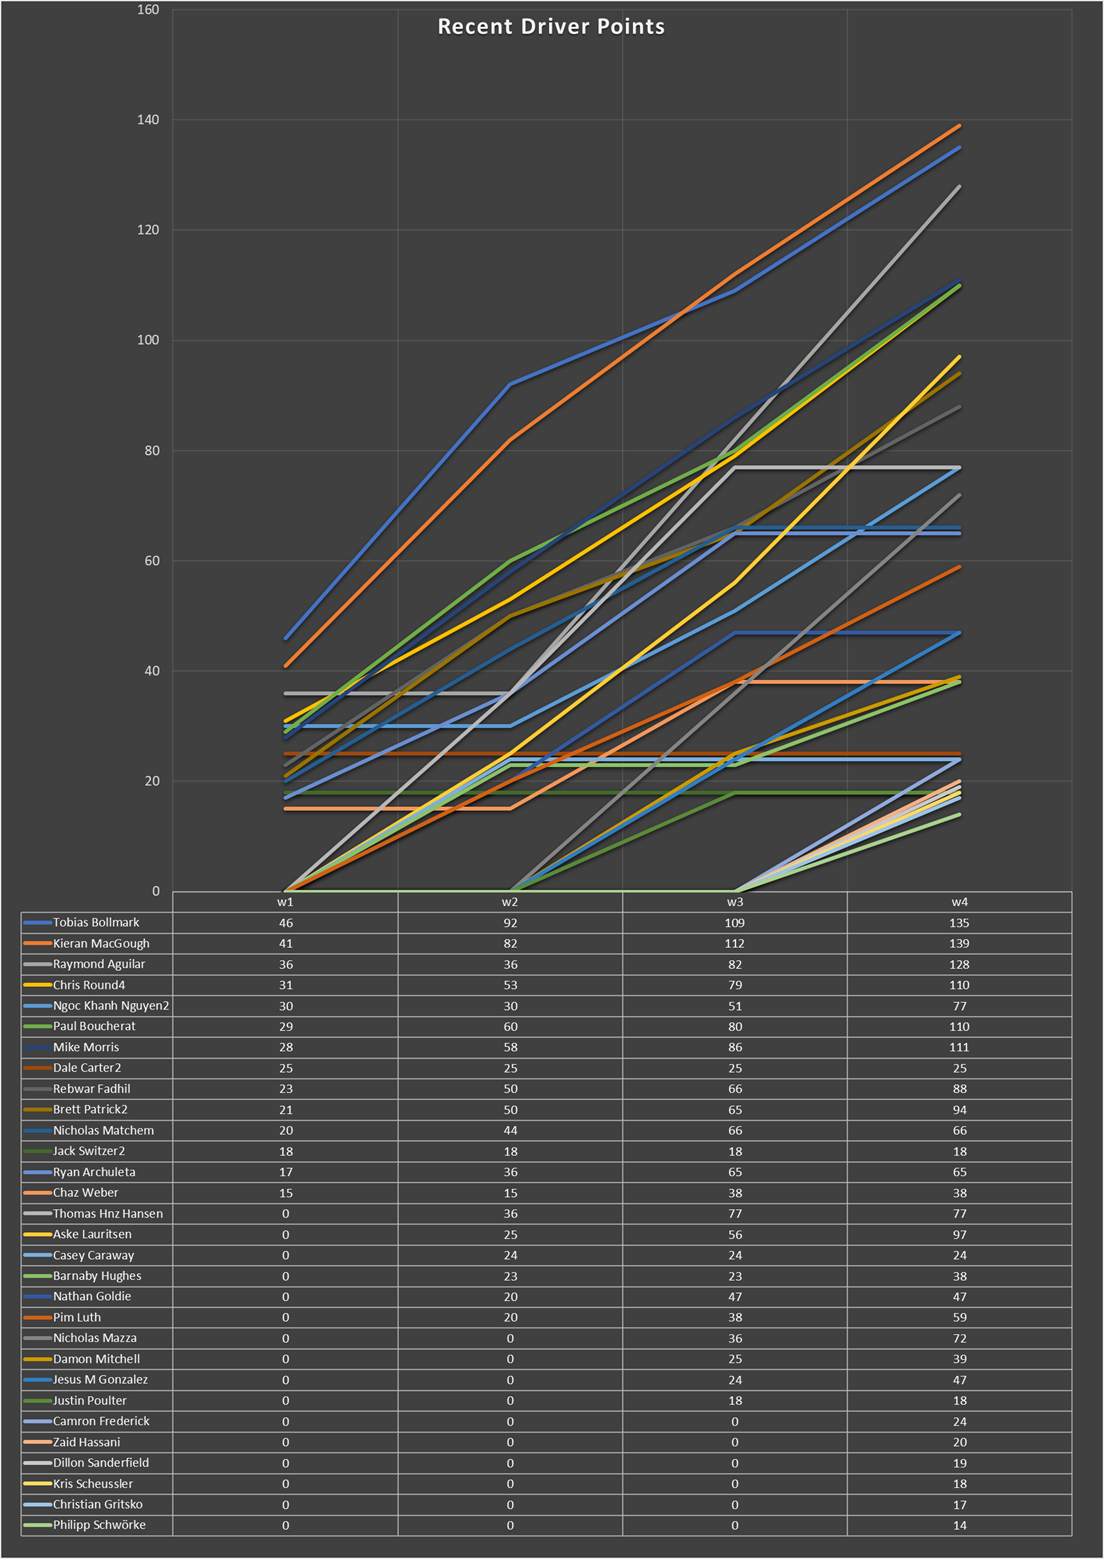 Recent Driver Points
160
140
120
100
80
60
40
20
0
w1 w2 w3 w4
Tobias Bollmark 46 92 109 135
Kieran MacGough 41 82 112 139
Raymond Aguilar 36 36 82 128
Chris Round4 31 53 79 110
Ngoc Khanh Nguyen2 30 30 51 77
Paul Boucherat 29 60 80 110
Mike Morris 28 58 86 111
Dale Carter2 25 25 25 25
Rebwar Fadhil 23 50 66 88
Brett Patrick2 21 50 65 94
Nicholas Matchem 20 44 66 66
Jack Switzer2 18 18 18 18
Ryan Archuleta 17 36 65 65
Chaz Weber 15 15 38 38
Thomas Hnz Hansen 0 36 77 77
Aske Lauritsen 0 25 56 97
Casey Caraway 0 24 24 24
Barnaby Hughes 0 23 23 38
Nathan Goldie 0 20 47 47
Pim Luth 0 20 38 59
Nicholas Mazza 0 0 36 72
Damon Mitchell 0 0 25 39
Jesus M Gonzalez 0 0 24 47
Justin Poulter 0 0 18 18
Camron Frederick 0 0 0 24
Zaid Hassani 0 0 0 20
Dillon Sanderfield 0 0 0 19
Kris Scheussler 0 0 0 18
Christian Gritsko 0 0 0 17
Philipp Schwörke 0 0 0 14